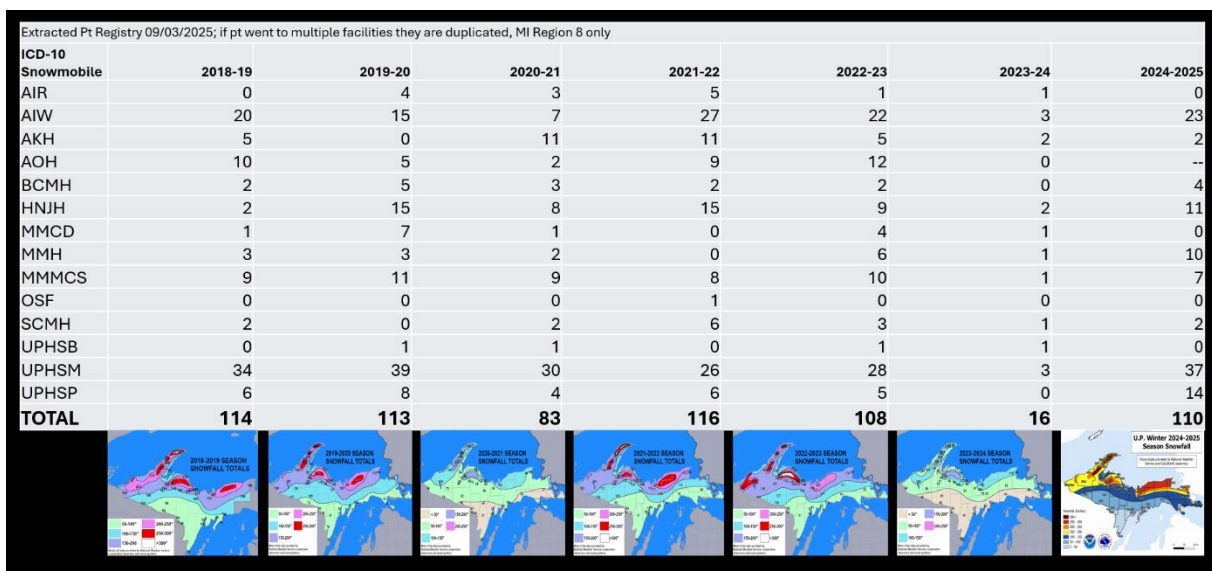 Extracted Pt Registry 09/03/2025; if pt went to multiple facilities they are duplicated, MI Region 8 only
ICD-10
Snowmobile 2018-19 2019-20 2020-21 2021-22 2022-23 2023-24 2024-2025
AIR 0 4 3 5 1 1 0
AIW 20 15 7 27 22 3 23
AKH 5 0 11 11 5 2 2
AOH 10 5 2 9 12 0 --
BCMH 2 5 3 2 2 0 4
HNJH 2 15 8 15 9 2 11
MMCD 1 7 1 0 4 1 0
MMH 3 3 2 0 6 1 10
MMMCS 9 11 9 8 10 1 7
OSF 0 0 0 1 0 0 0
SCMH 2 0 2 6 3 1 2
UPHSB 0 1 1 0 1 1 0
UPHSM 34 39 30 26 28 3 37
UPHSP 6 8 4 6 5 0 14
TOTAL 114 113 83 116 108 16 110
2018-2019 SEASON
SNOWFALL TOTALS
2019-2020 SEASON
SNOWFALL TOTALS
2020-2021 SEASON
SNOWFALL TOTALS
2021-2022 SEASON
SNOWFALL TOTALS
2022-2023 SEASON
SNOWFALL TOTALS
2023-2024 SEASON
SNOWFALL TOTALS
U.P. Winter 2024-2025
Season Snowfall